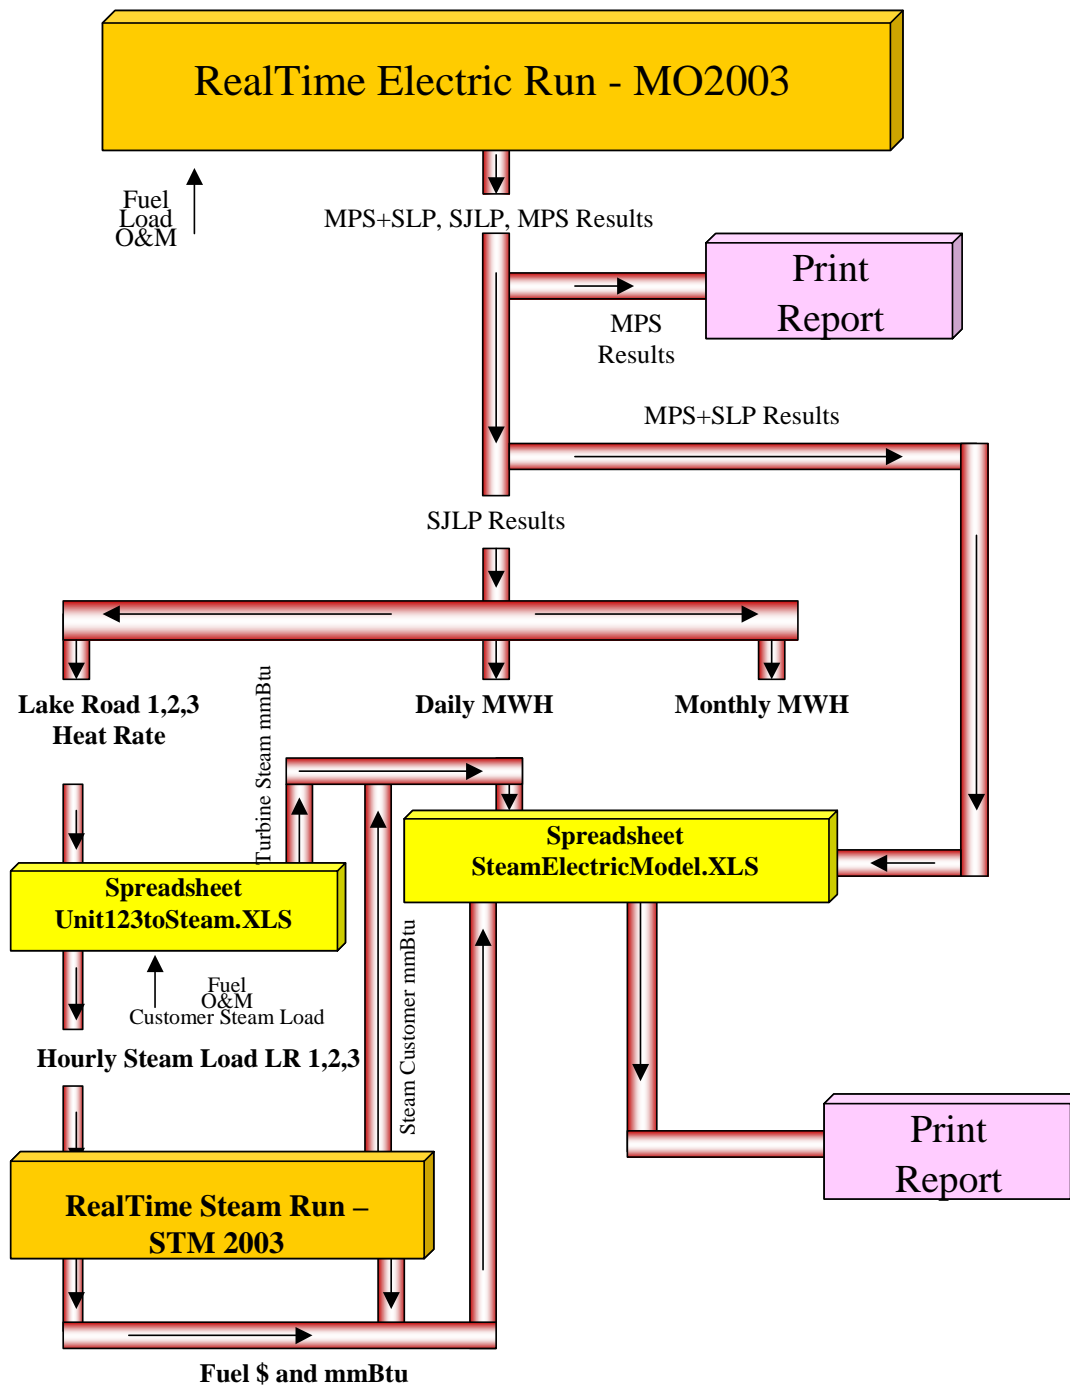 RealTime Electric Run - MO2003
Fuel
Load
O&M
MPS+SLP, SJLP, MPS Results
Print
Report
MPS
Results
MPS+SLP Results
SJLP Results
Lake Road 1,2,3
Heat Rate
Daily MWH
Monthly MWH
Turbine Steam mmBtu
Spreadsheet
SteamElectricModel.XLS
Spreadsheet
Unit123toSteam.XLS
Fuel
O&M
Customer Steam Load
Steam Customer mmBtu
Hourly Steam Load LR 1,2,3
Print
Report
RealTime Steam Run –
STM 2003
Fuel $ and mmBtu